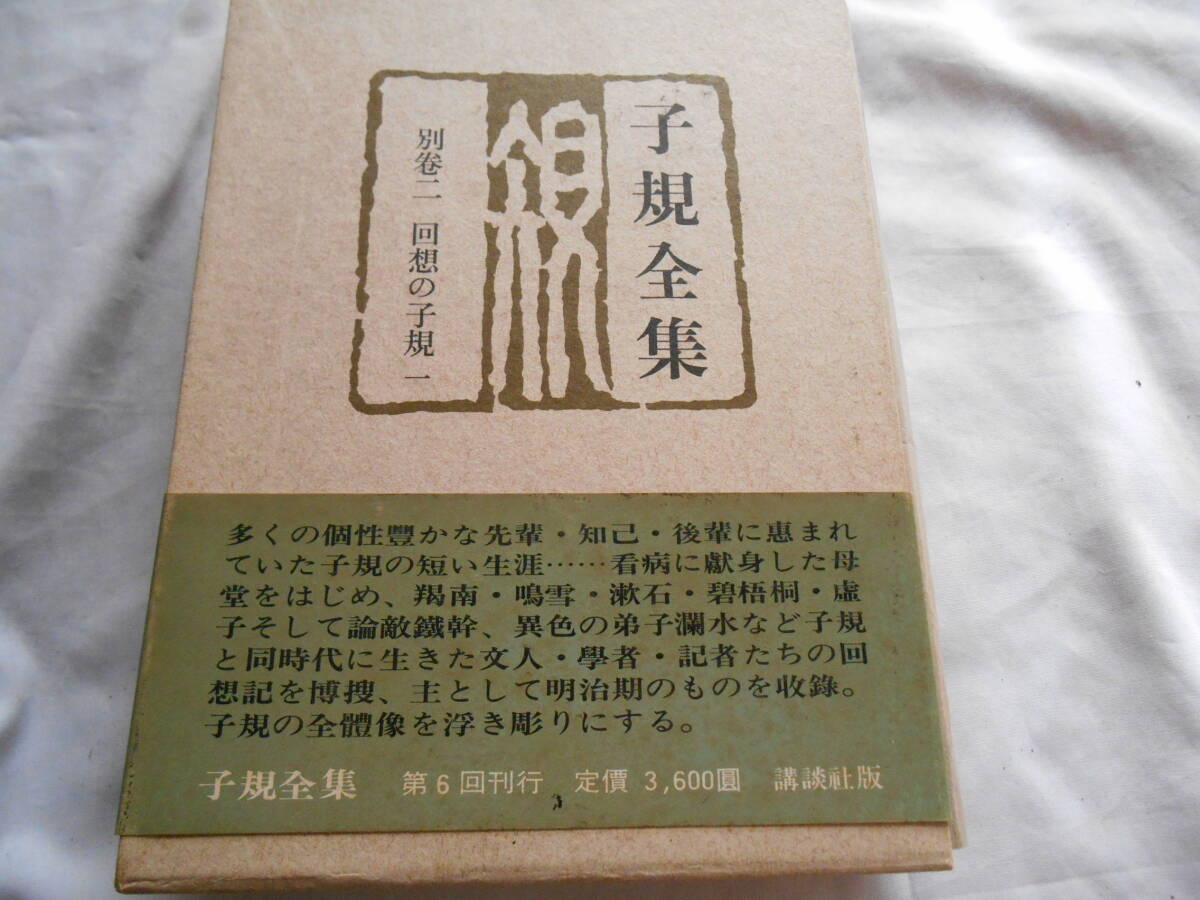 子規全集
規
別巻二 回想の子規 一
多くの個性豐かな先輩・知己・後輩に恵まれ
ていた子規の短い生涯……看病に獻身した母
堂をはじめ、羯南・鳴雪・漱石・碧梧桐・虚
子そして論敵鐵幹、異色の弟子瀾水など子規
と同時代に生きた文人・學者・記者たちの回
想記を博捜、主として明治期のものを收錄。
子規の全體像を浮き彫りにする。
子規全集 第6回刊行 定價 3,600圓 講談社版